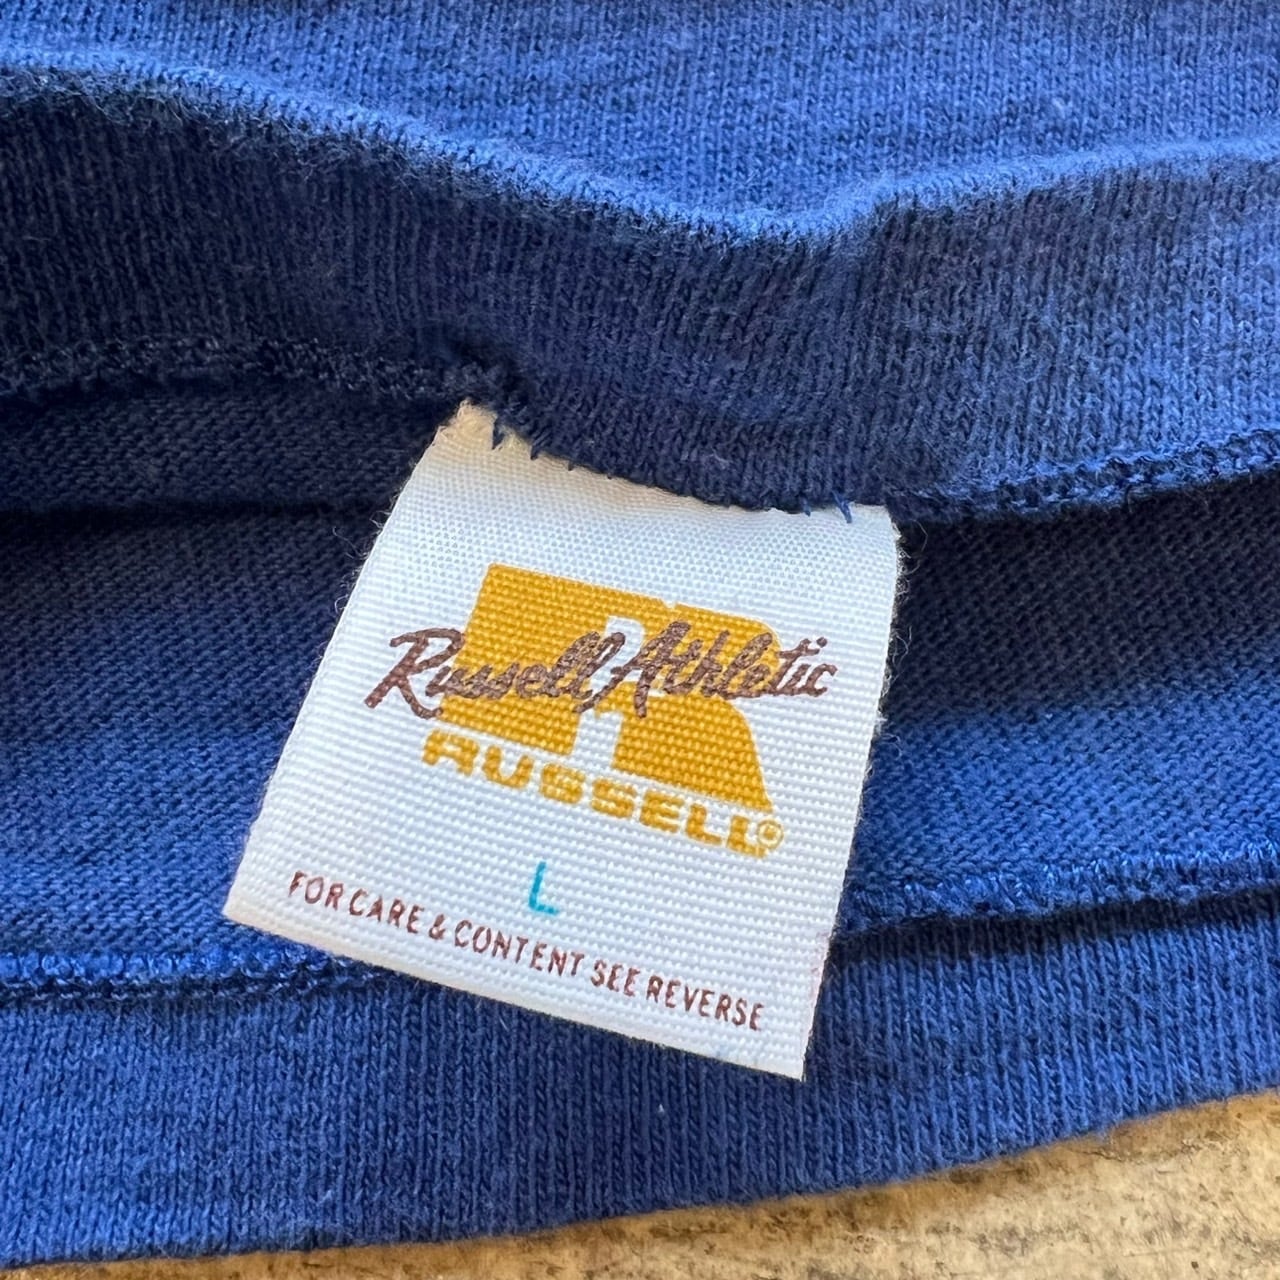 Russell Athletic
RUSSELL®
L
FOR CARE & CONTENT SEE REVERSE